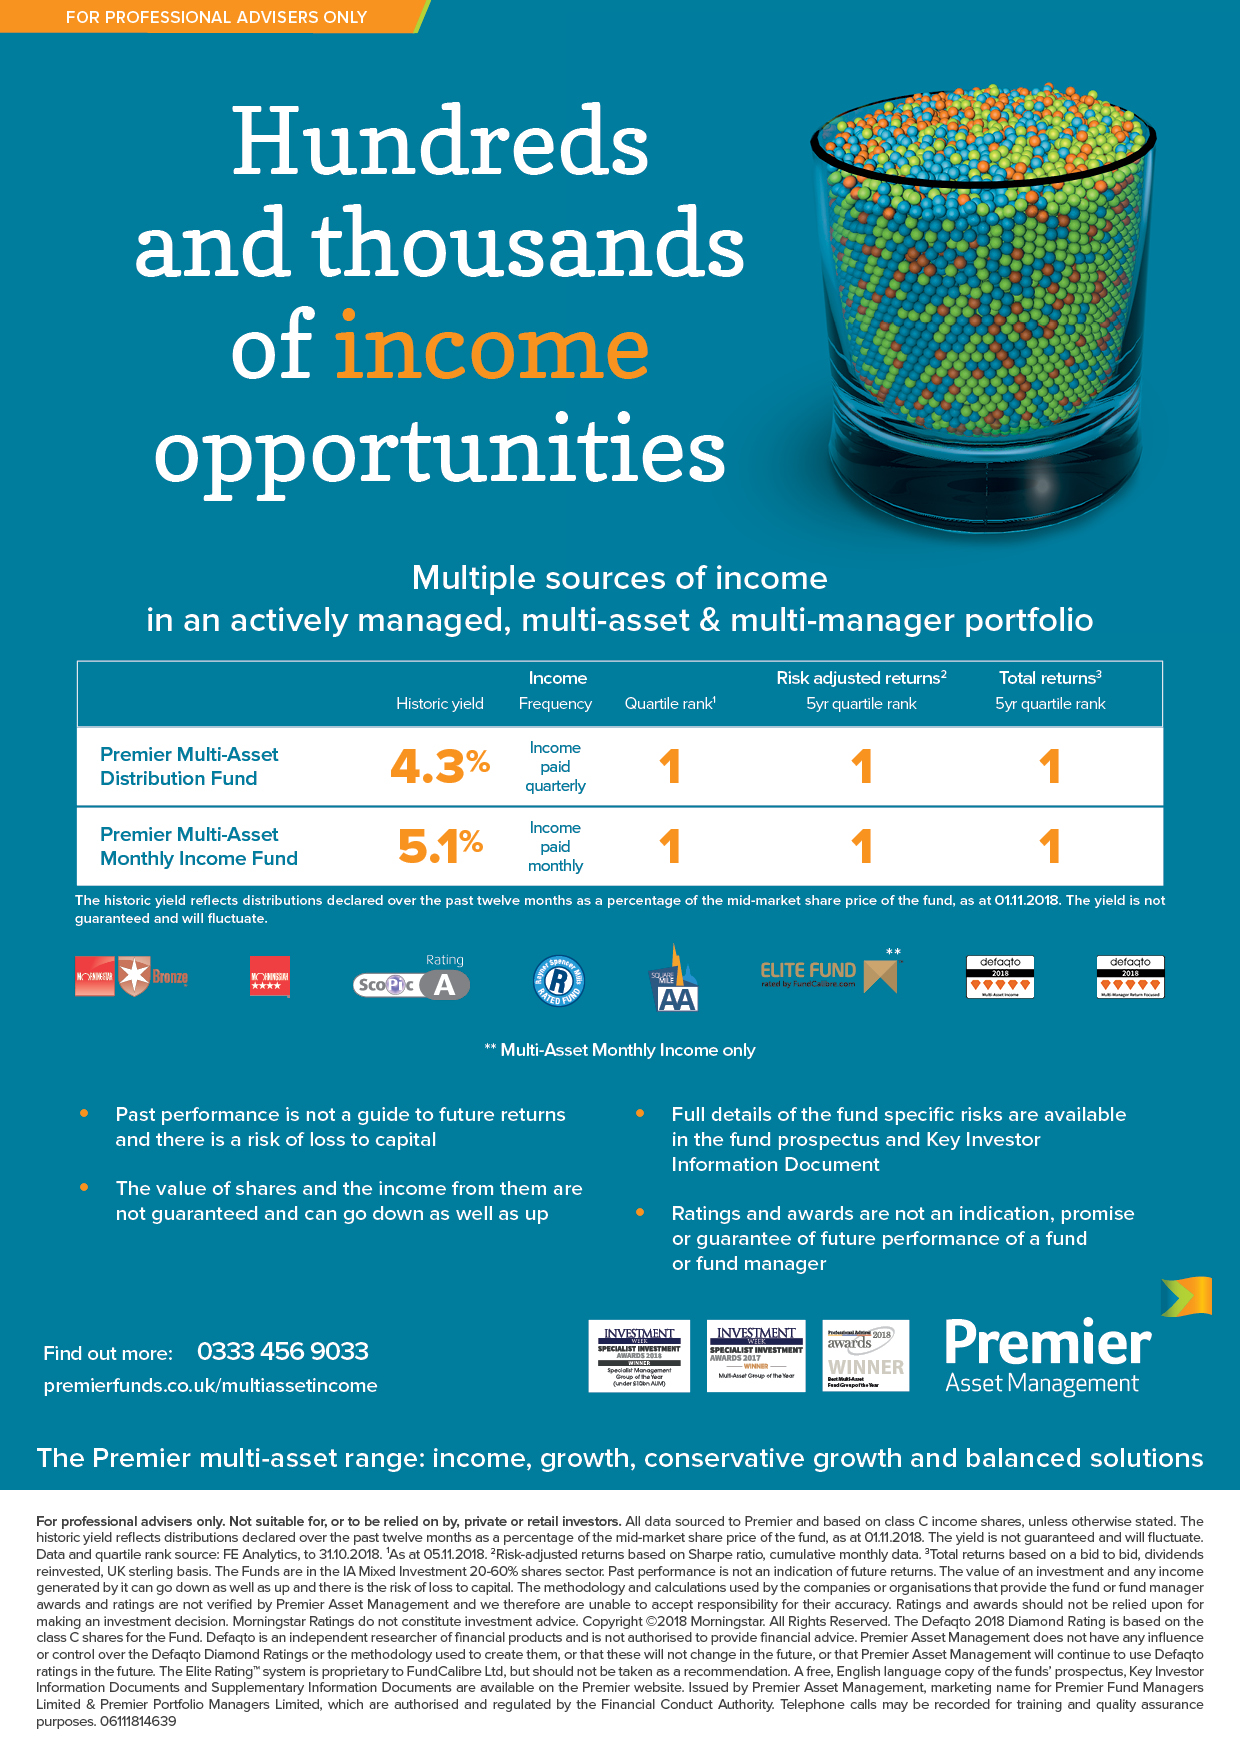 FOR PROFESSIONAL ADVISERS ONLY
Hundreds
and thousands
of income
opportunities
Multiple sources of income
in an actively managed, multi-asset & multi-manager portfolio
Income
Risk adjusted returns²
Total returns³
Historic yield
Frequency
Quartile rank¹
5yr quartile rank
5yr quartile rank
Premier Multi-Asset
Distribution Fund
4.3%
Income
paid
quarterly
1
1
1
Premier Multi-Asset
Monthly Income Fund
5.1%
Income
paid
monthly
1
1
1
The historic yield reflects distributions declared over the past twelve months as a percentage of the mid-market share price of the fund, as at 01.11.2018. The yield is not
guaranteed and will fluctuate.
MORNINGSTAR Bronze
MORNINGSTAR
★★★★
Rating
Scopic A
Rayner Spencer Mills
R
RATED FUND
SQUARE
MILE
AA
ELITE FUND **
rated by FundCalibre.com
defaqto
2018
Multi-Asset Income
defaqto
2018
Multi-Manager Return Focused
** Multi-Asset Monthly Income only
• Past performance is not a guide to future returns
and there is a risk of loss to capital
• The value of shares and the income from them are
not guaranteed and can go down as well as up
• Full details of the fund specific risks are available
in the fund prospectus and Key Investor
Information Document
• Ratings and awards are not an indication, promise
or guarantee of future performance of a fund
or fund manager
Find out more: 0333 456 9033
premierfunds.co.uk/multiassetincome
INVESTMENT
WEEK
SPECIALIST INVESTMENT
AWARDS 2016
WINNER
Specialist Management
Group of the Year
(under £10bn AUM)
INVESTMENT
WEEK
SPECIALIST INVESTMENT
AWARDS 2017
WINNER
Multi-Asset Group of the Year
Professional Adviser
awards 2018
WINNER
Best Multi-Asset
Fund Group of the Year
Premier
Asset Management
The Premier multi-asset range: income, growth, conservative growth and balanced solutions
For professional advisers only. Not suitable for, or to be relied on by, private or retail investors. All data sourced to Premier and based on class C income shares, unless otherwise stated. The
historic yield reflects distributions declared over the past twelve months as a percentage of the mid-market share price of the fund, as at 01.11.2018. The yield is not guaranteed and will fluctuate.
Data and quartile rank source: FE Analytics, to 31.10.2018. ¹As at 05.11.2018. ²Risk-adjusted returns based on Sharpe ratio, cumulative monthly data. ³Total returns based on a bid to bid, dividends
reinvested, UK sterling basis. The Funds are in the IA Mixed Investment 20-60% shares sector. Past performance is not an indication of future returns. The value of an investment and any income
generated by it can go down as well as up and there is the risk of loss to capital. The methodology and calculations used by the companies or organisations that provide the fund or fund manager
awards and ratings are not verified by Premier Asset Management and we therefore are unable to accept responsibility for their accuracy. Ratings and awards should not be relied upon for
making an investment decision. Morningstar Ratings do not constitute investment advice. Copyright ©2018 Morningstar. All Rights Reserved. The Defaqto 2018 Diamond Rating is based on the
class C shares for the Fund. Defaqto is an independent researcher of financial products and is not authorised to provide financial advice. Premier Asset Management does not have any influence
or control over the Defaqto Diamond Ratings or the methodology used to create them, or that these will not change in the future, or that Premier Asset Management will continue to use Defaqto
ratings in the future. The Elite Rating™ system is proprietary to FundCalibre Ltd, but should not be taken as a recommendation. A free, English language copy of the funds' prospectus, Key Investor
Information Documents and Supplementary Information Documents are available on the Premier website. Issued by Premier Asset Management, marketing name for Premier Fund Managers
Limited & Premier Portfolio Managers Limited, which are authorised and regulated by the Financial Conduct Authority. Telephone calls may be recorded for training and quality assurance
purposes. 06111814639